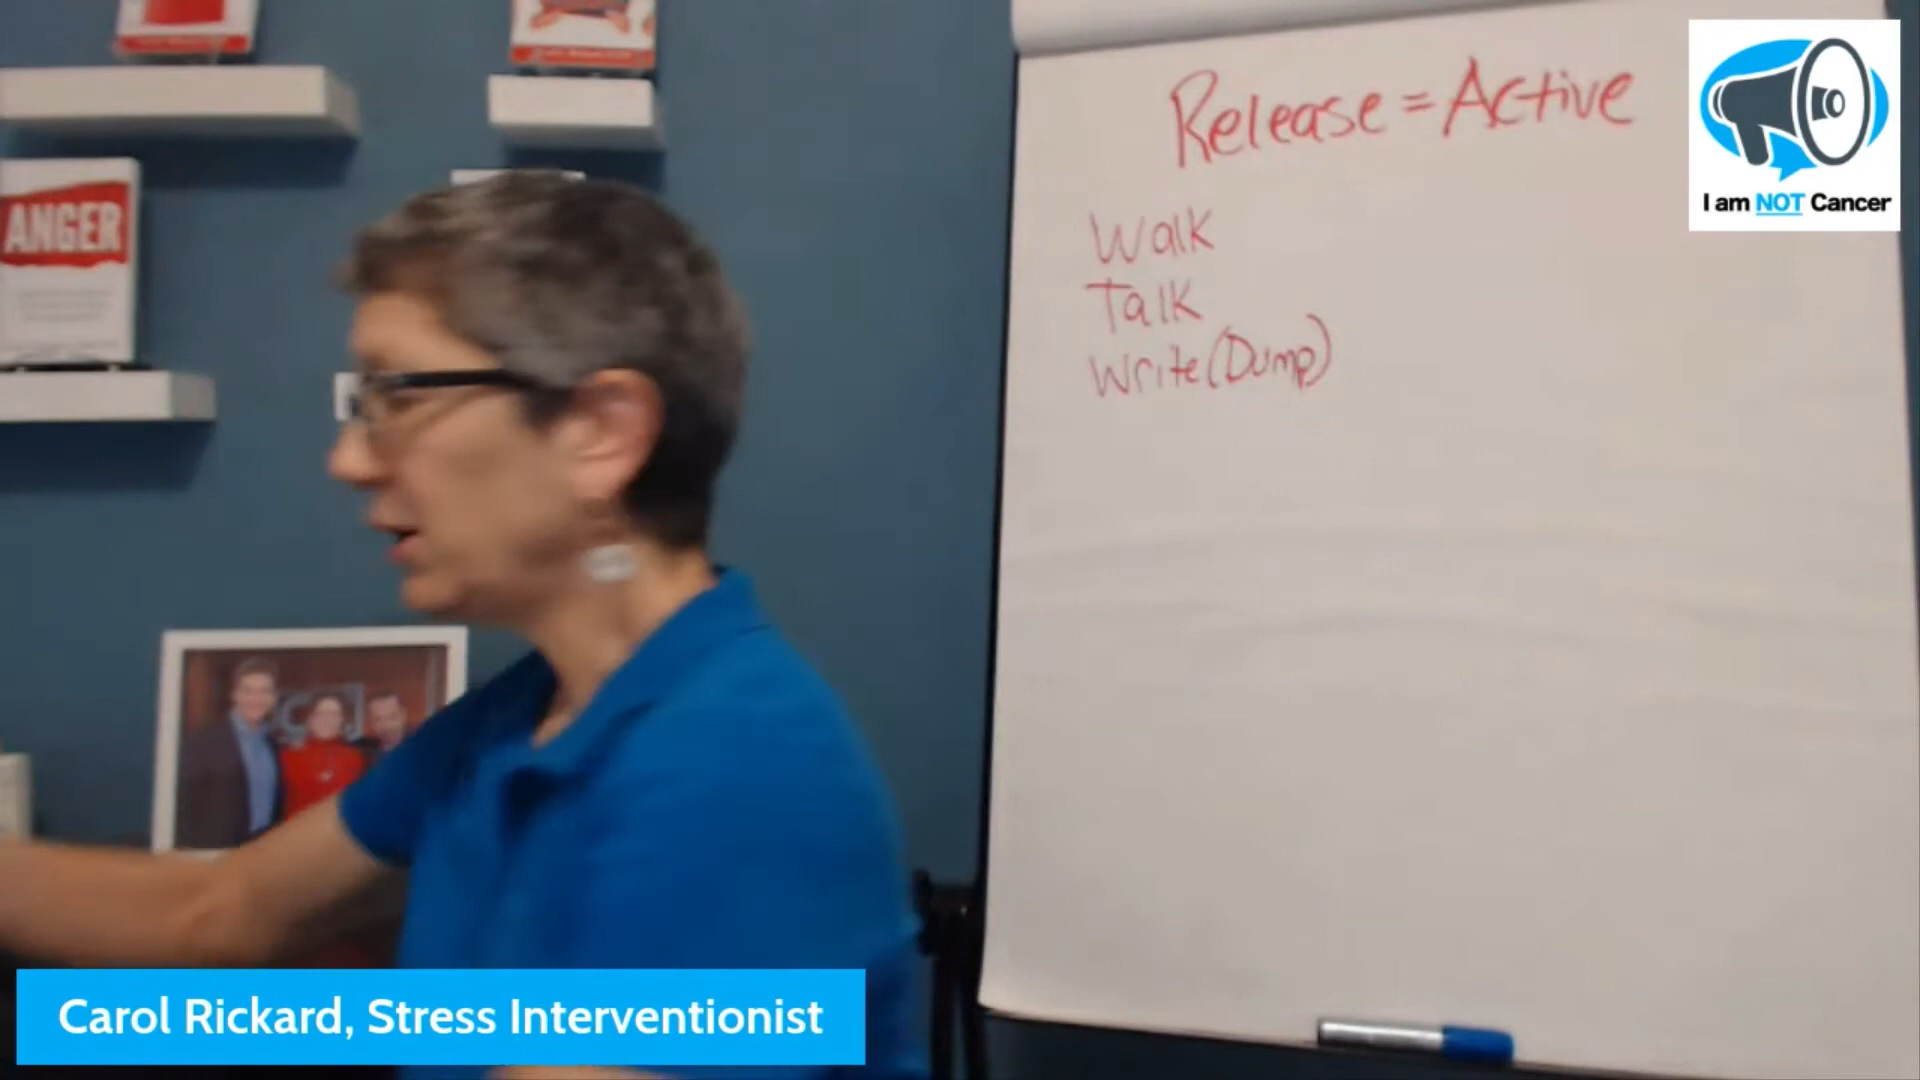 Release = Active
Walk
Talk
Write (Dump)
I am NOT Cancer
ANGER
Carol Rickard, Stress Interventionist